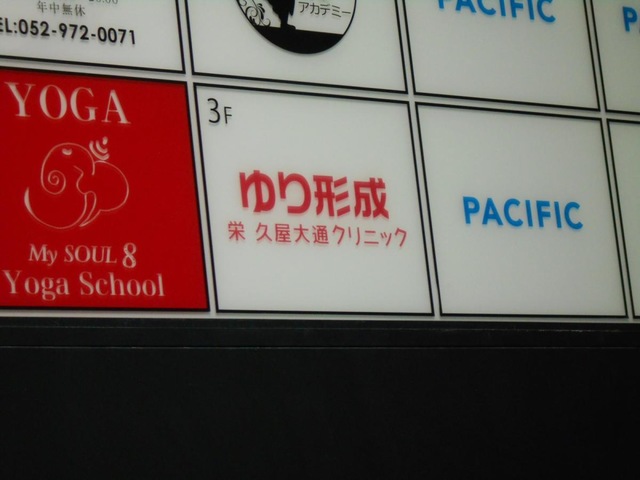 年中無休
EL:052-972-0071
アカデミー
PACIFIC
YOGA
My SOUL 8
Yoga School
3F
ゆり形成
栄 久屋大通クリニック
PACIFIC